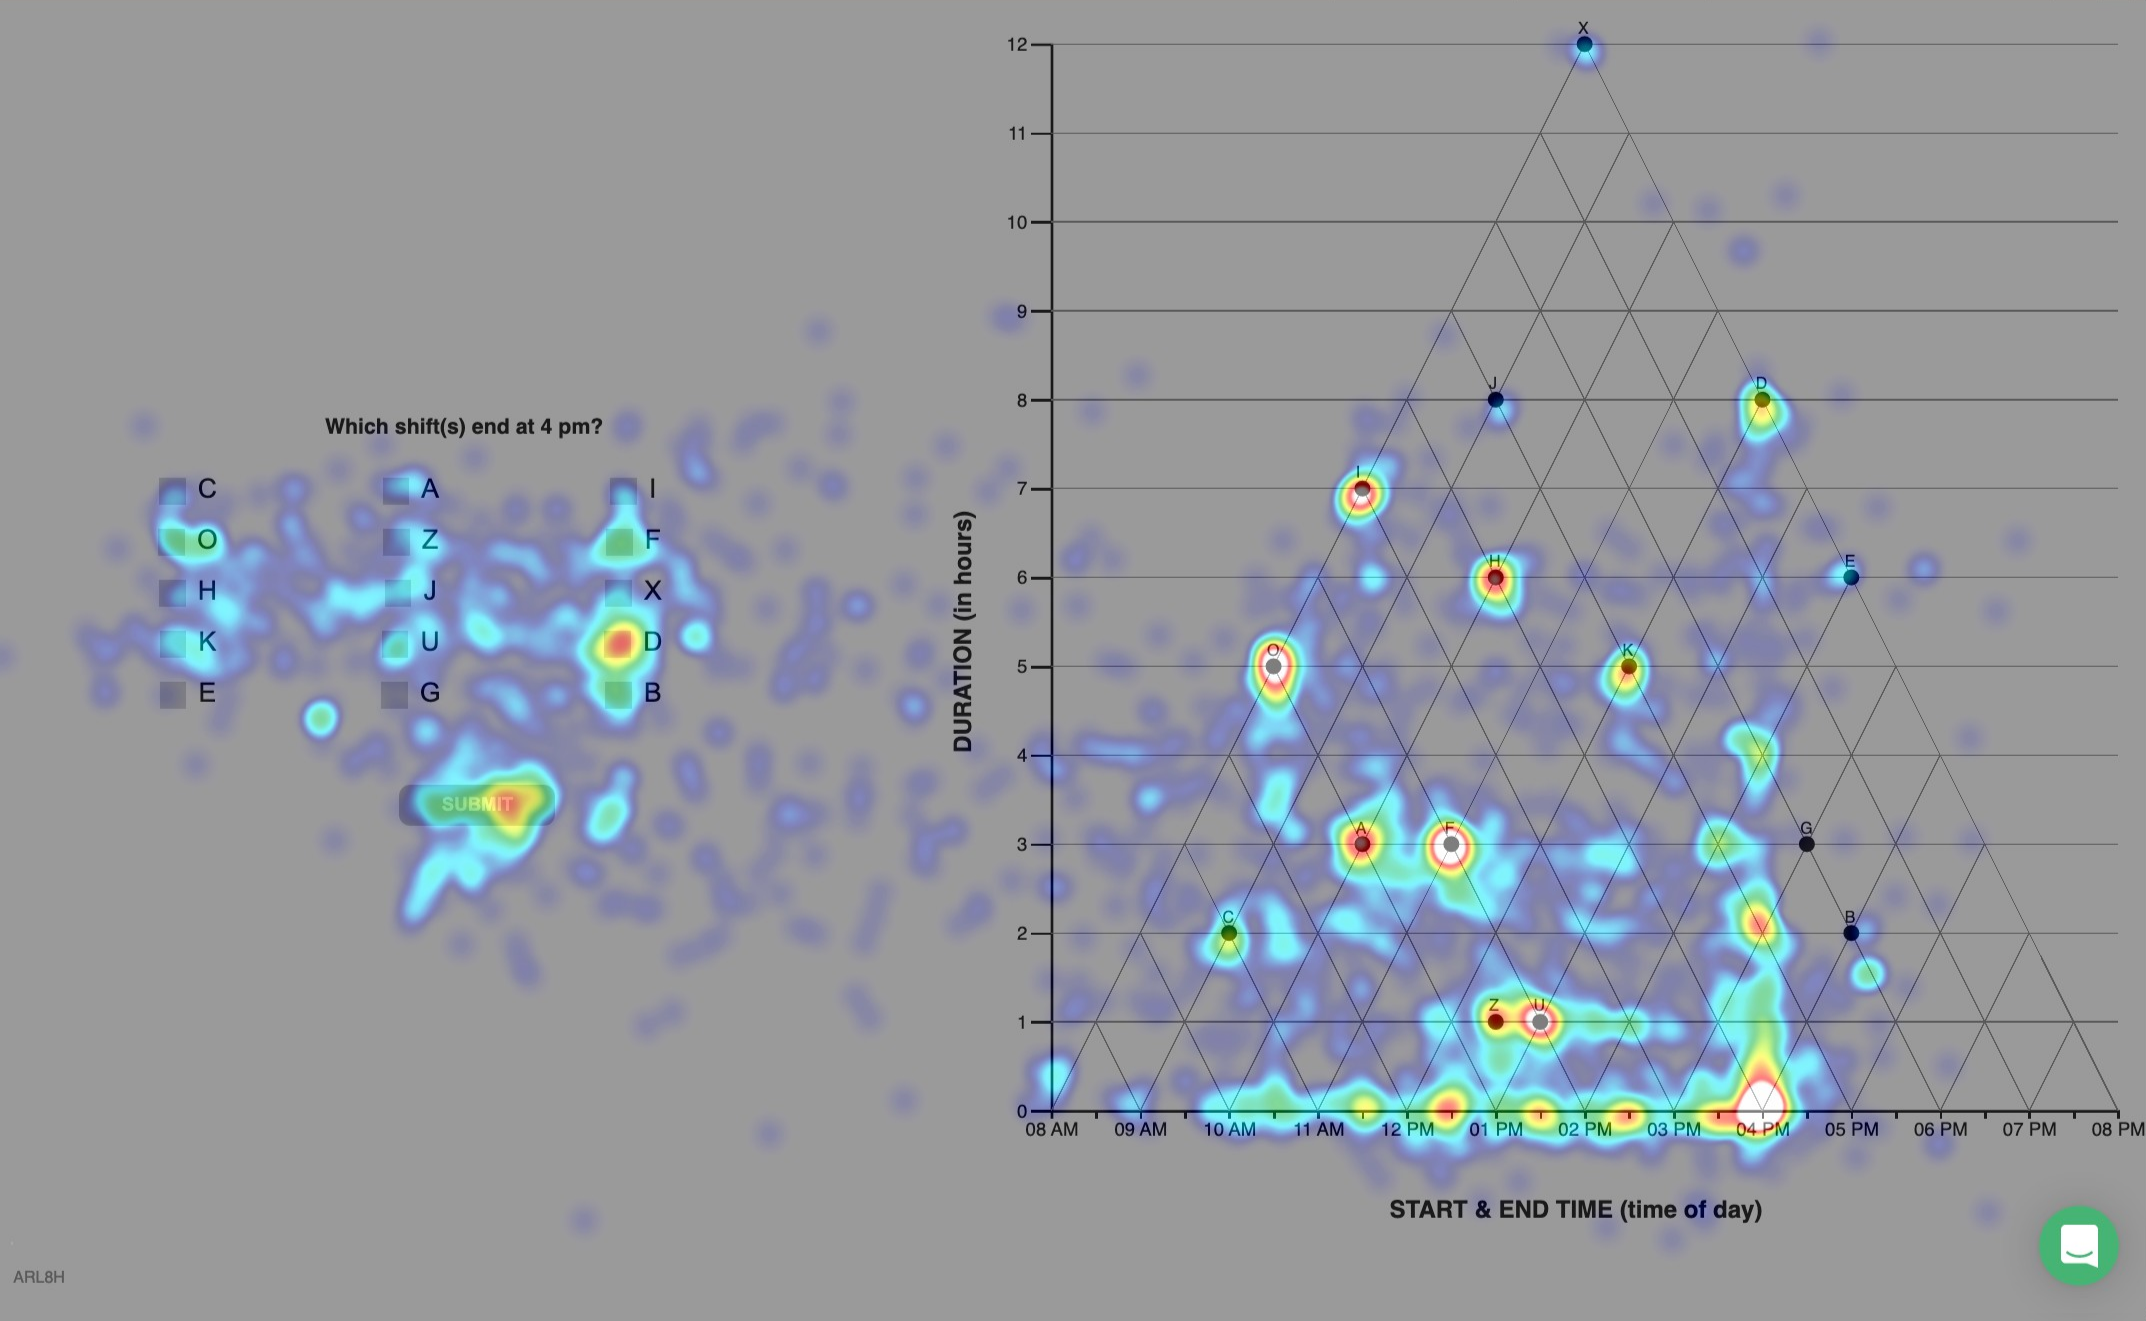 Which shift(s) end at 4 pm?
C A I
O Z F
H J X
K U D
E G B
SUBMIT
ARL8H
DURATION (in hours)
12
11
10
9
8
7
6
5
4
3
2
1
0
X
J D
I
H E
O K
A F G
C B
Z U
08 AM 09 AM 10 AM 11 AM 12 PM 01 PM 02 PM 03 PM 04 PM 05 PM 06 PM 07 PM 08 PM
START & END TIME (time of day)